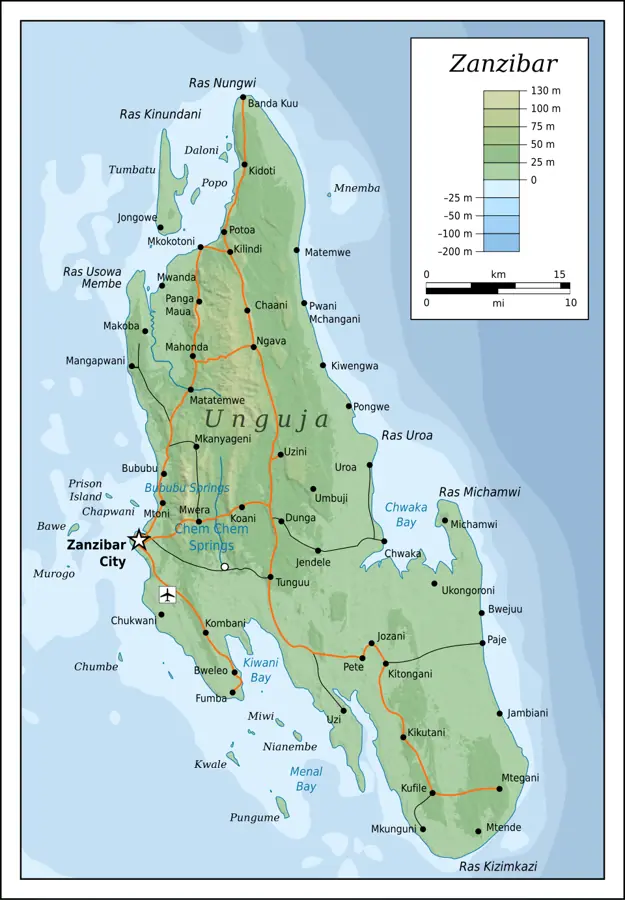 Zanzibar
130 m
100 m
75 m
50 m
25 m
0
-25 m
-50 m
-100 m
-200 m
0 km 15
0 mi 10
Ras Nungwi
Banda Kuu
Ras Kinundani
Daloni
Kidoti
Tumbatu
Popo
Mnemba
Jongowe
Potoa
Mkokotoni
Kilindi
Matemwe
Ras Usowa
Membe
Mwanda
Panga
Maua
Chaani
Pwani
Mchangani
Makoba
Mahonda
Ngava
Mangapwani
Kiwengwa
Matatemwe
Pongwe
Unguja
Ras Uroa
Mkanyageni
Uzini
Uroa
Bububu
Bububu Springs
Umbuji
Ras Michamwi
Prison
Island
Chapwani
Mtoni
Mwera
Koani
Dunga
Chwaka
Bay
Michamwi
Bawe
Chem Chem
Springs
Zanzibar
City
Jendele
Chwaka
Murogo
Tunguu
Ukongoroni
Chukwani
Kombani
Bwejuu
Jozani
Paje
Chumbe
Bweleo
Kiwani
Bay
Pete
Kitongani
Fumba
Miwi
Uzi
Jambiani
Nianembe
Kikutani
Kwale
Menal
Bay
Kufile
Mtegani
Pungume
Mkunguni
Mtende
Ras Kizimkazi